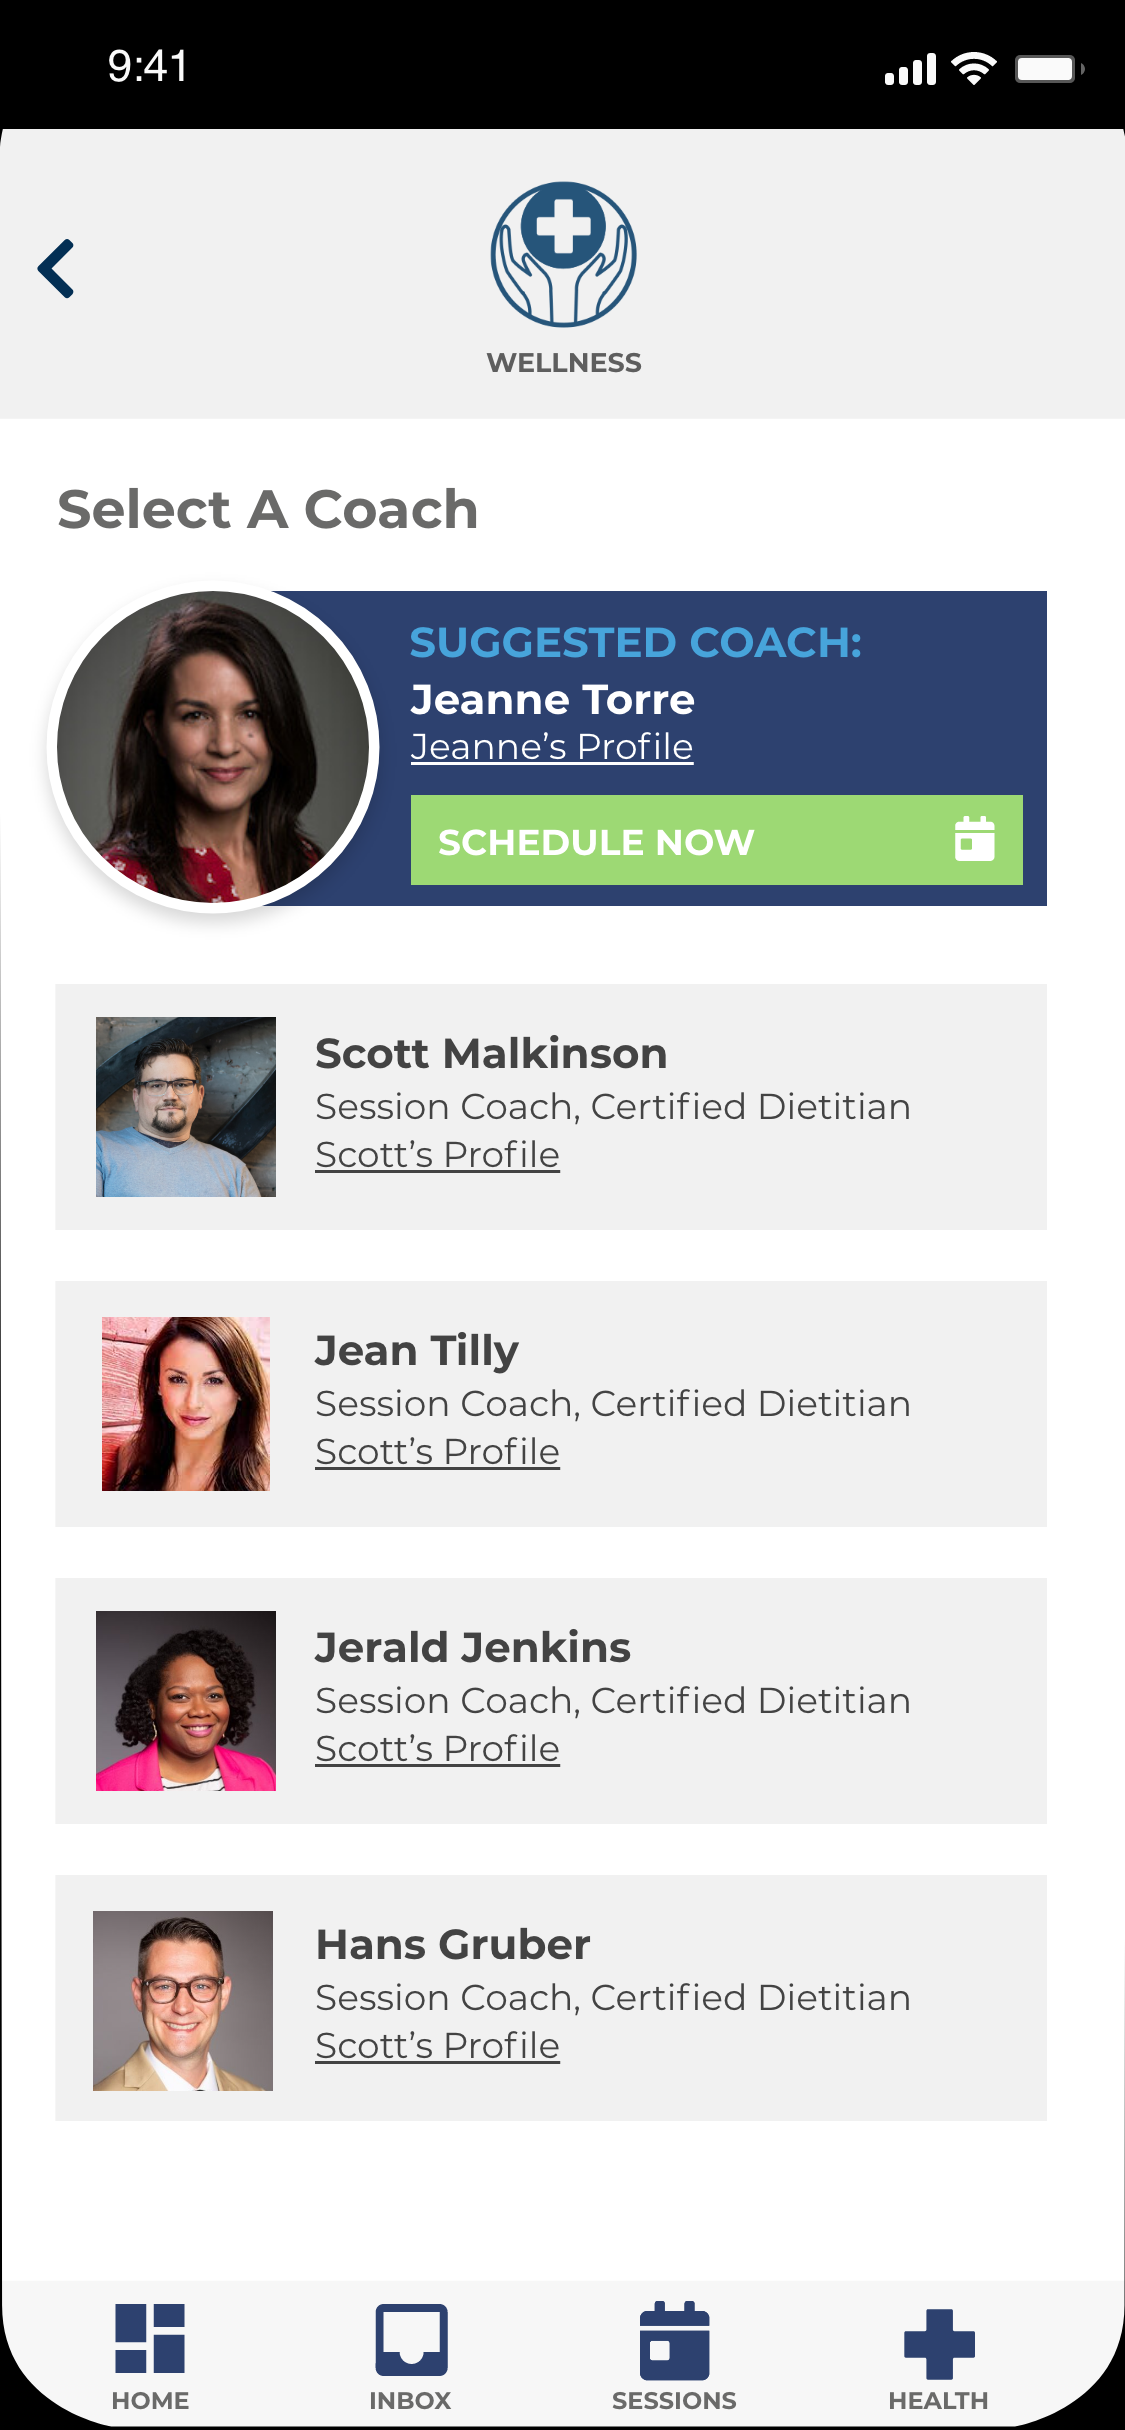 9:41
WELLNESS
Select A Coach
SUGGESTED COACH:
Jeanne Torre
Jeanne’s Profile
SCHEDULE NOW
Scott Malkinson
Session Coach, Certified Dietitian
Scott’s Profile
Jean Tilly
Session Coach, Certified Dietitian
Scott’s Profile
Jerald Jenkins
Session Coach, Certified Dietitian
Scott’s Profile
Hans Gruber
Session Coach, Certified Dietitian
Scott’s Profile
HOME INBOX SESSIONS HEALTH